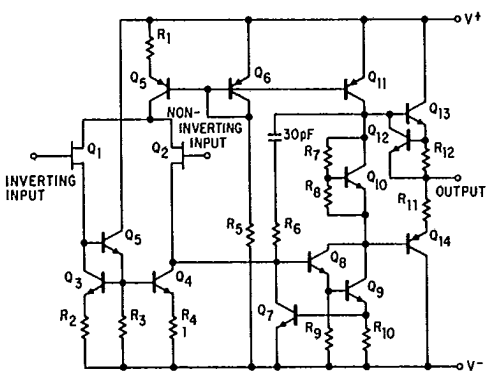 V+
R1
Q5
Q6
Q11
Q13
NON-
INVERTING
INPUT
30pF
Q12
R12
Q1
Q2
R7
Q10
R8
OUTPUT
INVERTING
INPUT
R11
Q5
R5
R6
Q14
Q8
Q3
Q4
Q9
Q7
R2
R3
R4
1
R9
R10
V-